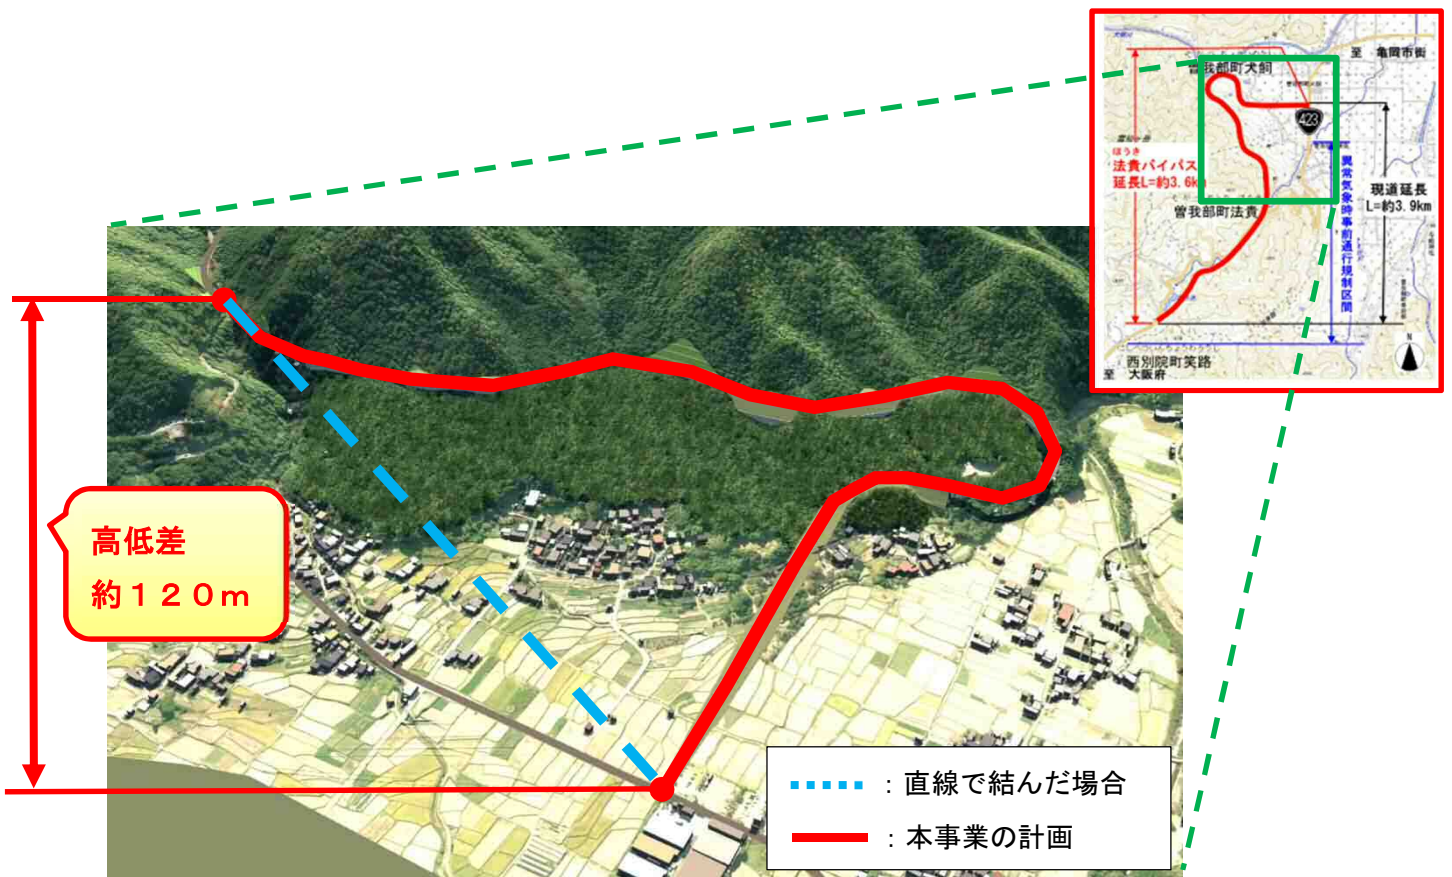 至 亀岡市街
曽我部町犬飼
423
ほうき
法貴バイパス
延長L=約3.6km
現道延長
L=約3.9km
異常気象時事前通行規制区間
曽我部町法貴
N
西別院町笑路
至 大阪府
高低差
約120m
：直線で結んだ場合
：本事業の計画